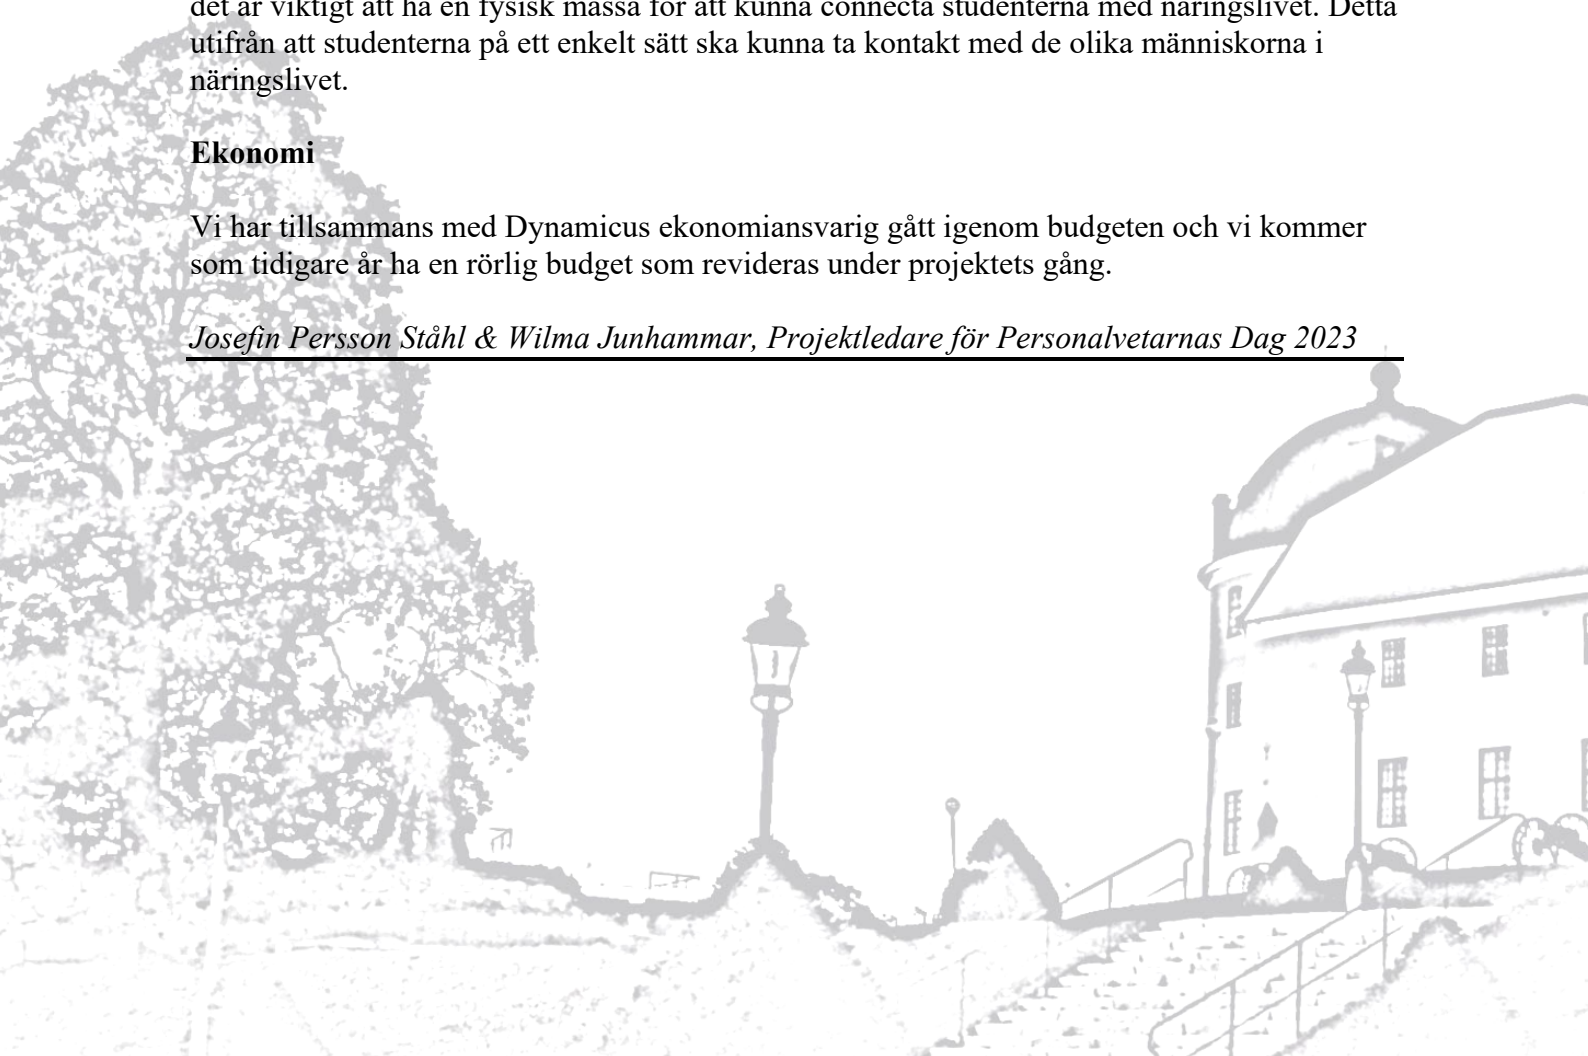 det är viktigt att ha en fysisk mässa för att kunna connecta studenterna med näringslivet. Detta
utifrån att studenterna på ett enkelt sätt ska kunna ta kontakt med de olika människorna i
näringslivet.
Ekonomi
Vi har tillsammans med Dynamicus ekonomiansvarig gått igenom budgeten och vi kommer
som tidigare år ha en rörlig budget som revideras under projektets gång.
Josefin Persson Ståhl & Wilma Junhammar, Projektledare för Personalvetarnas Dag 2023